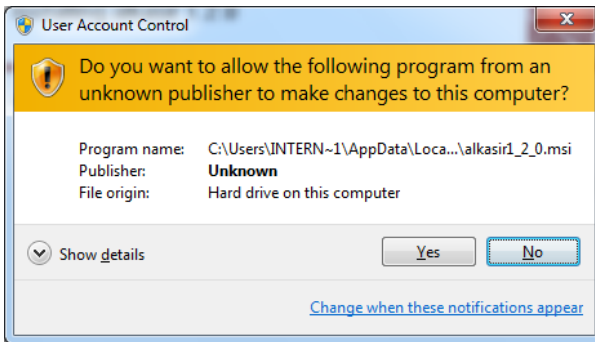 User Account Control
Do you want to allow the following program from an
unknown publisher to make changes to this computer?
Program name: C:\Users\INTERN~1\AppData\Loca...\alkasir1_2_0.msi
Publisher: Unknown
File origin: Hard drive on this computer
Show details Yes No
Change when these notifications appear